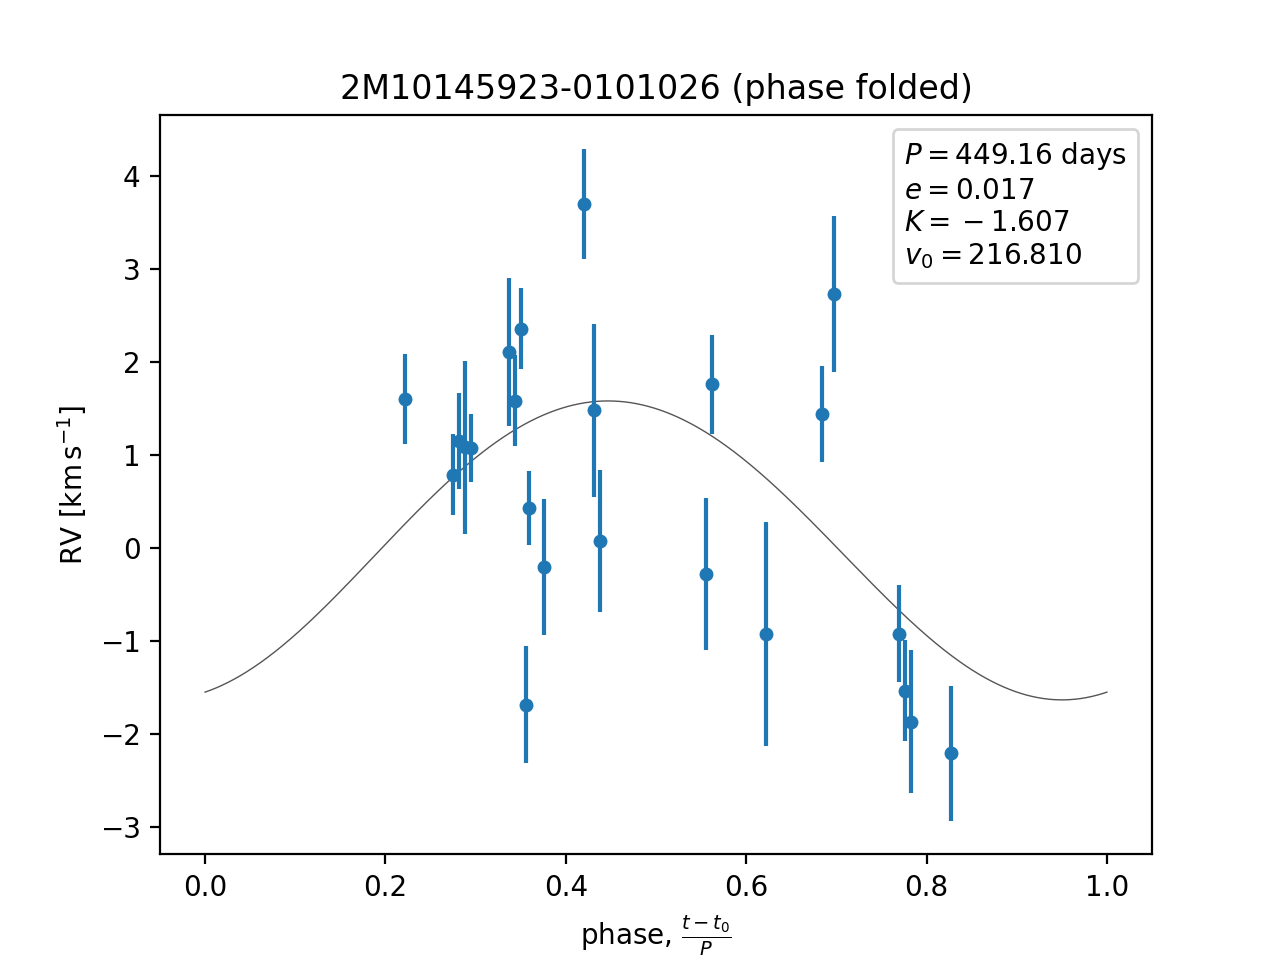 2M10145923-0101026 (phase folded)
P = 449.16 days
e = 0.017
K = −1.607
v₀ = 216.810
RV [km s⁻¹]
4
3
2
1
0
−1
−2
−3
0.0 0.2 0.4 0.6 0.8 1.0
phase, (t − t₀)/P